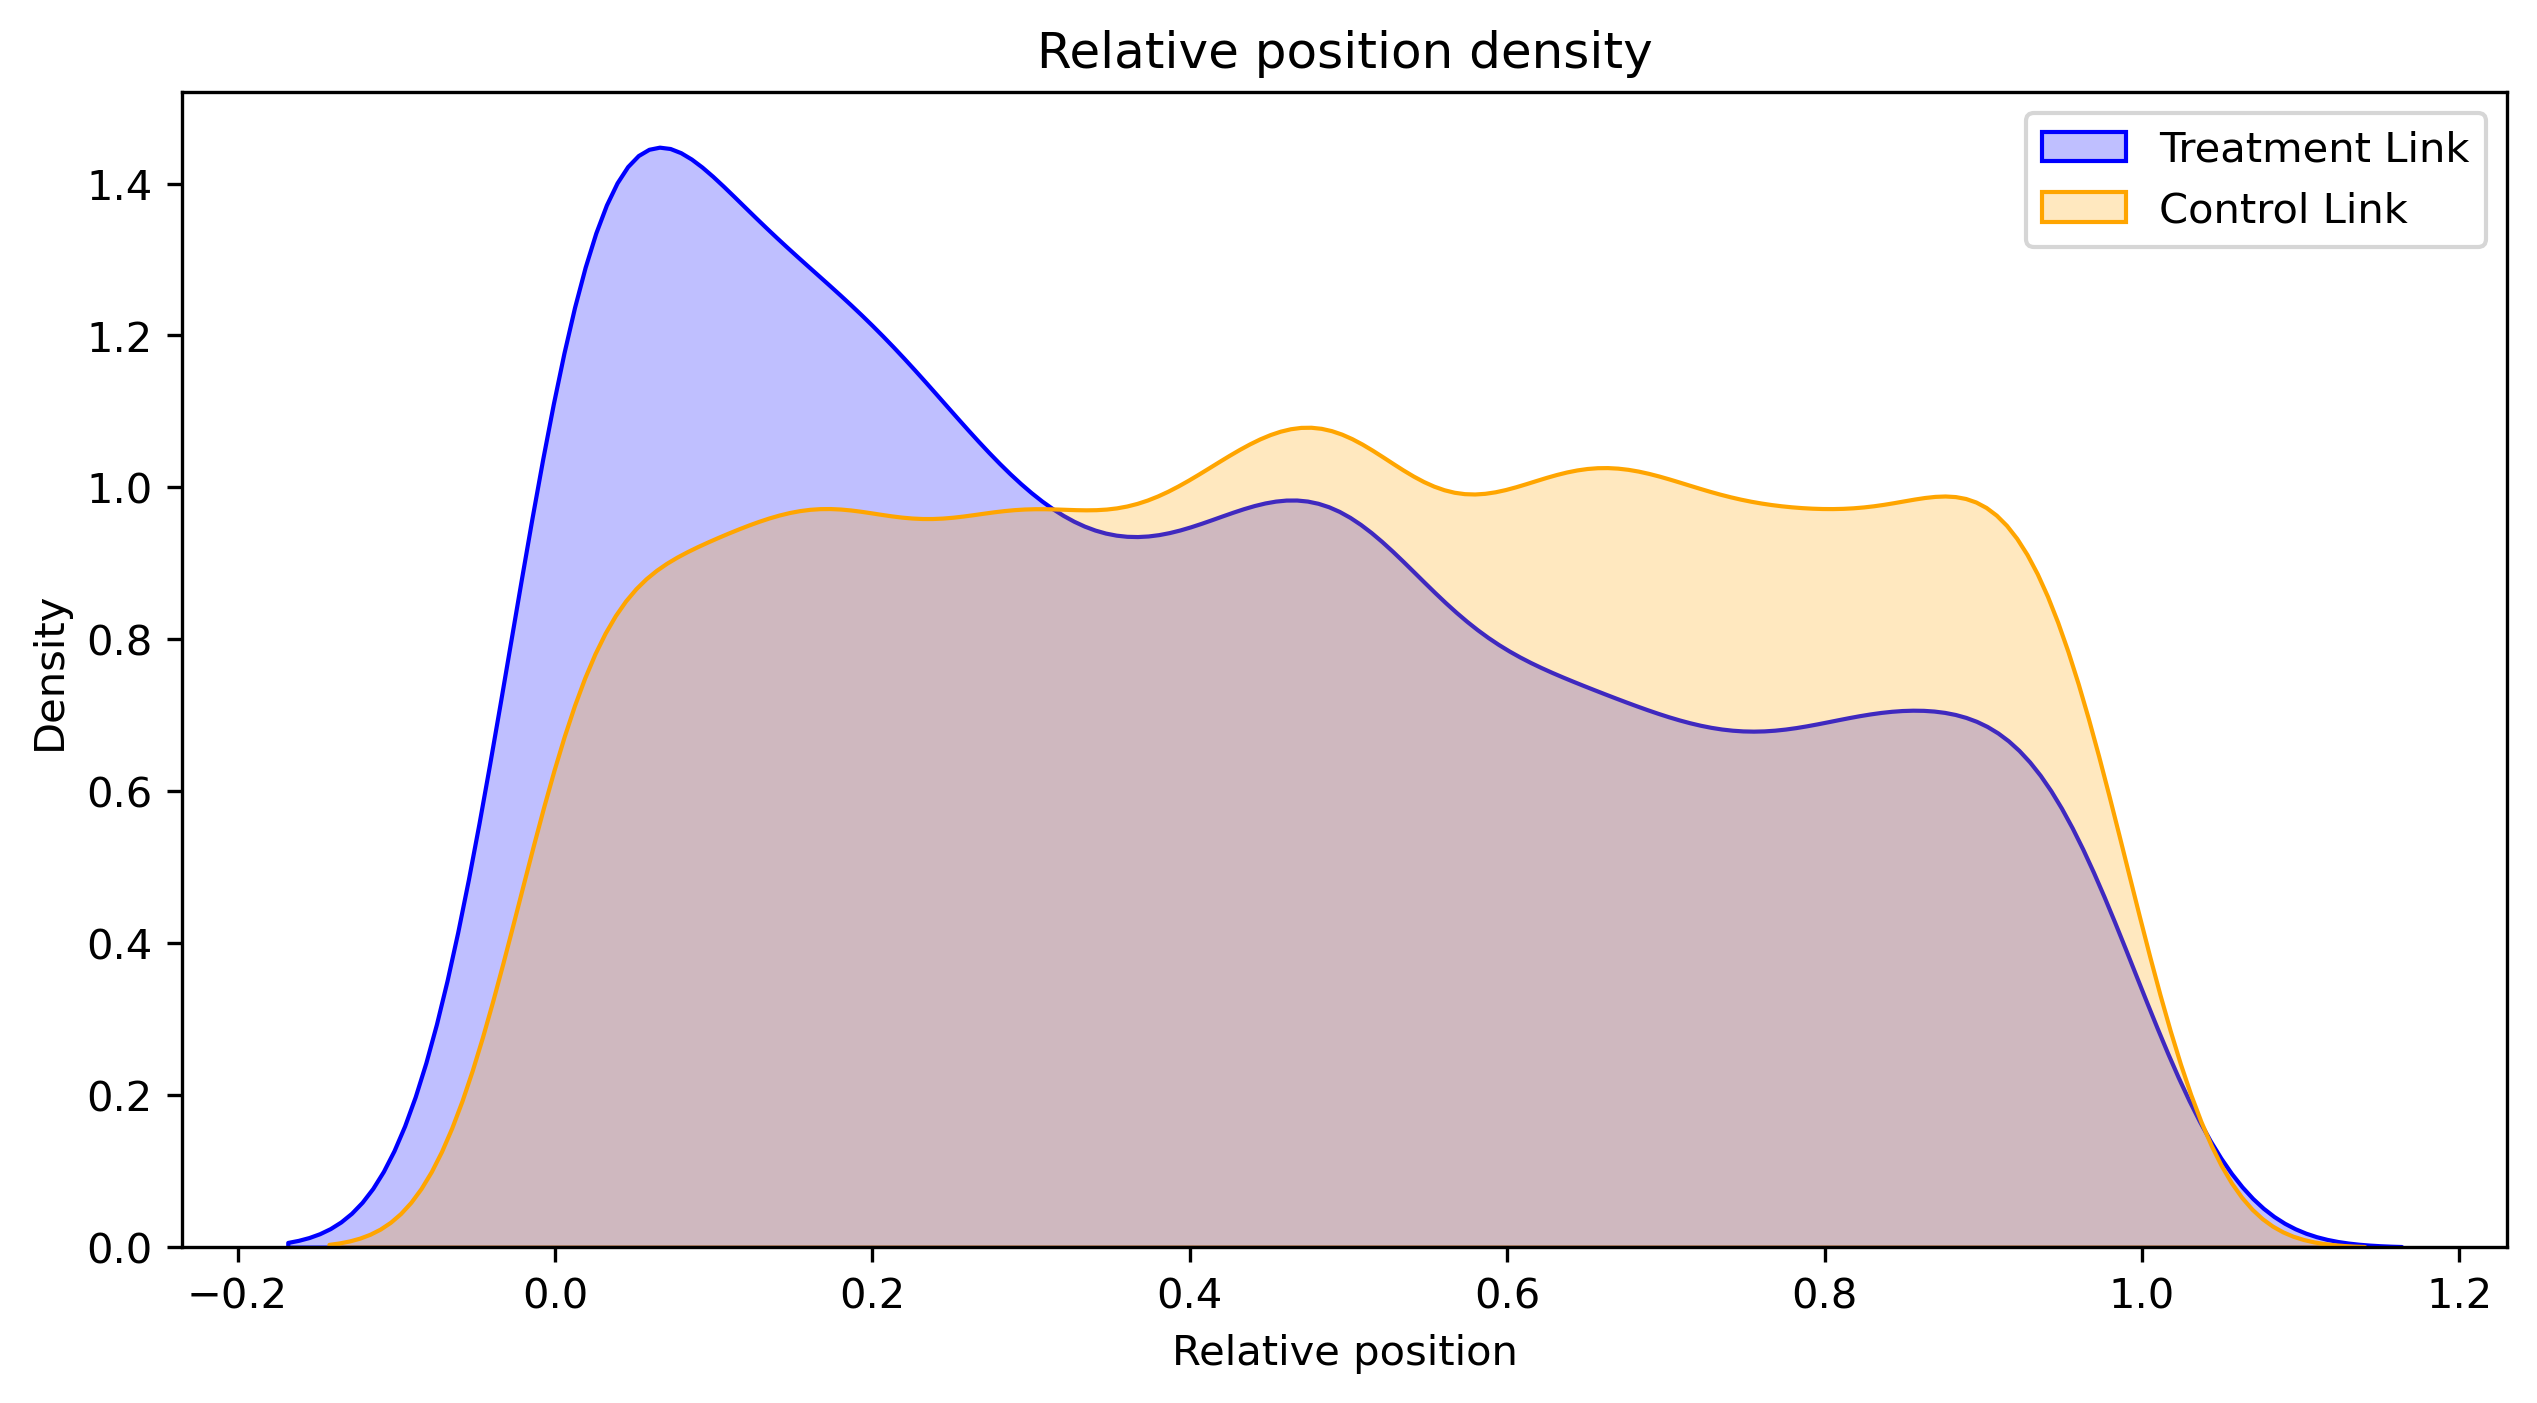 Relative position density
Treatment Link
Control Link
Density
1.4
1.2
1.0
0.8
0.6
0.4
0.2
0.0
−0.2 0.0 0.2 0.4 0.6 0.8 1.0 1.2
Relative position